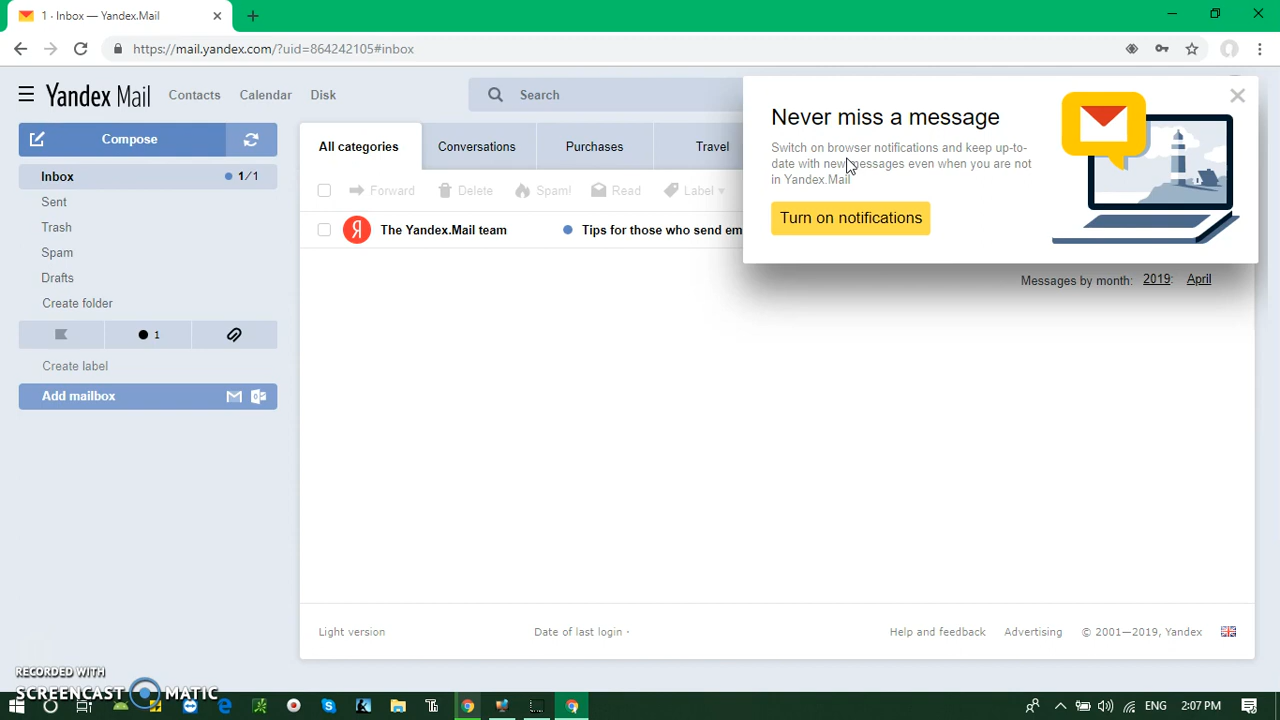 1 · Inbox — Yandex.Mail
https://mail.yandex.com/?uid=864242105#inbox
Yandex Mail
Contacts
Calendar
Disk
Search
Never miss a message
Switch on browser notifications and keep up-to-
date with new messages even when you are not
in Yandex.Mail
Turn on notifications
Compose
Inbox
1/1
Sent
Trash
Spam
Drafts
Create folder
1
Create label
Add mailbox
All categories
Conversations
Purchases
Travel
Forward
Delete
Spam!
Read
Label
Я
The Yandex.Mail team
Tips for those who send em
Messages by month: 2019: April
Light version
Date of last login ·
Help and feedback
Advertising
© 2001—2019, Yandex
RECORDED WITH
SCREENCAST MATIC
ENG
2:07 PM